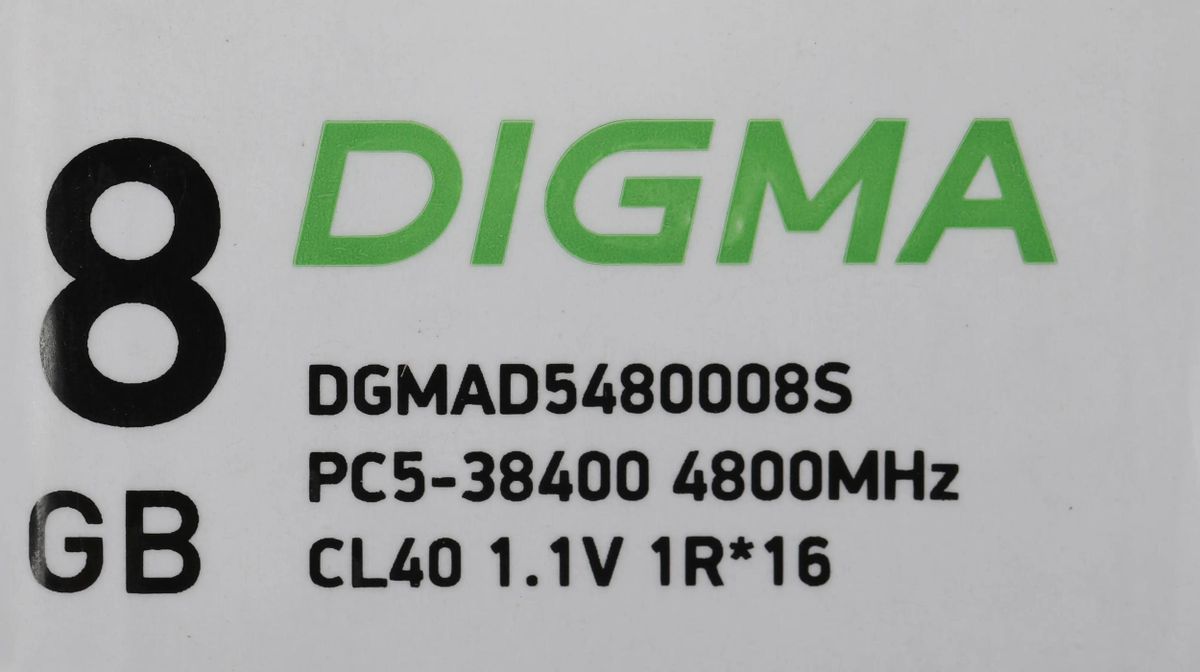 8
GB
DIGMA
DGMAD5480008S
PC5-38400 4800MHz
CL40 1.1V 1R*16